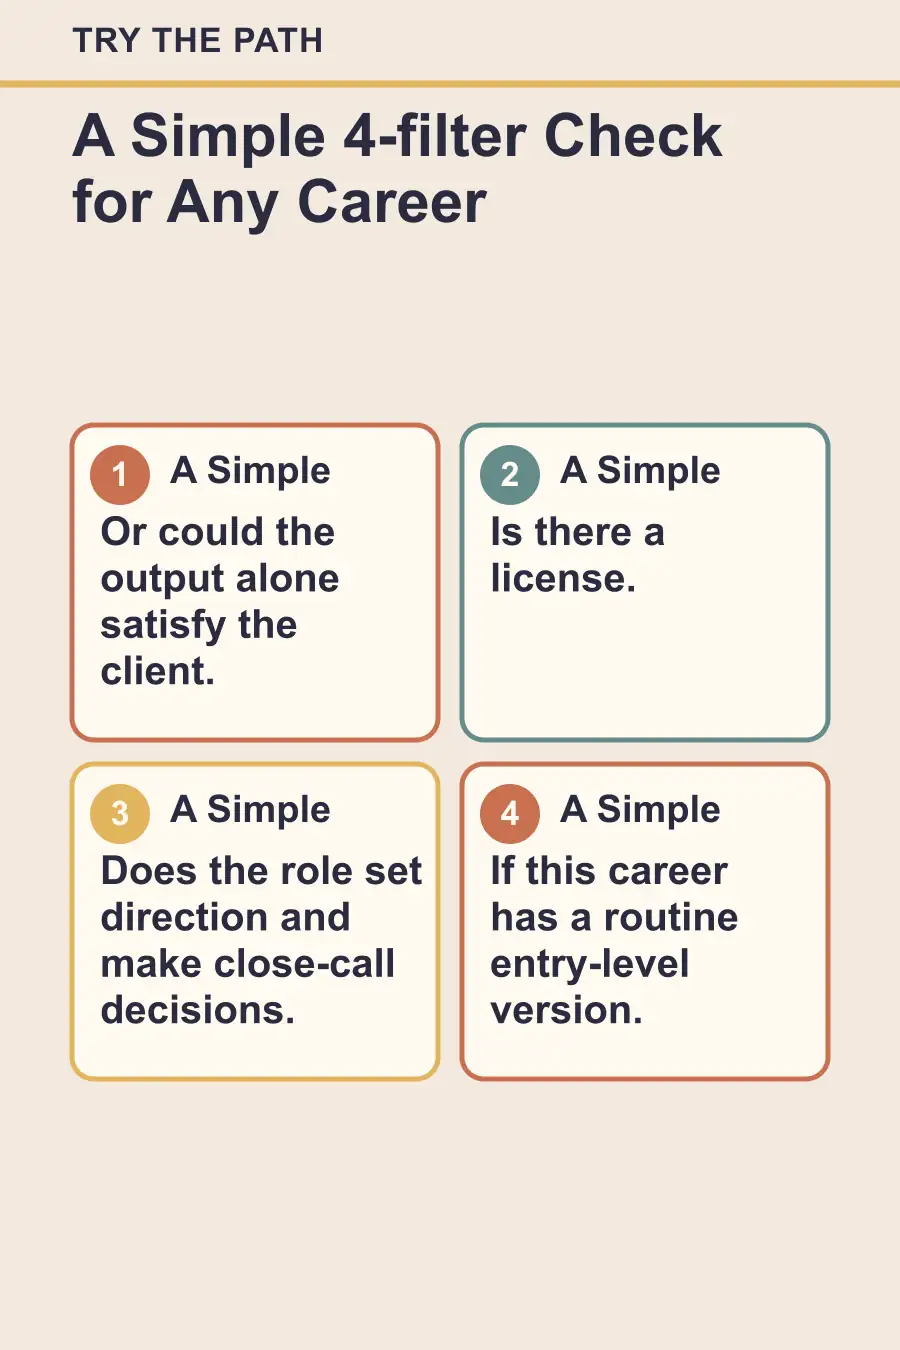 TRY THE PATH
A Simple 4-filter Check
for Any Career
1 A Simple
Or could the
output alone
satisfy the
client.
2 A Simple
Is there a
license.
3 A Simple
Does the role set
direction and
make close-call
decisions.
4 A Simple
If this career
has a routine
entry-level
version.